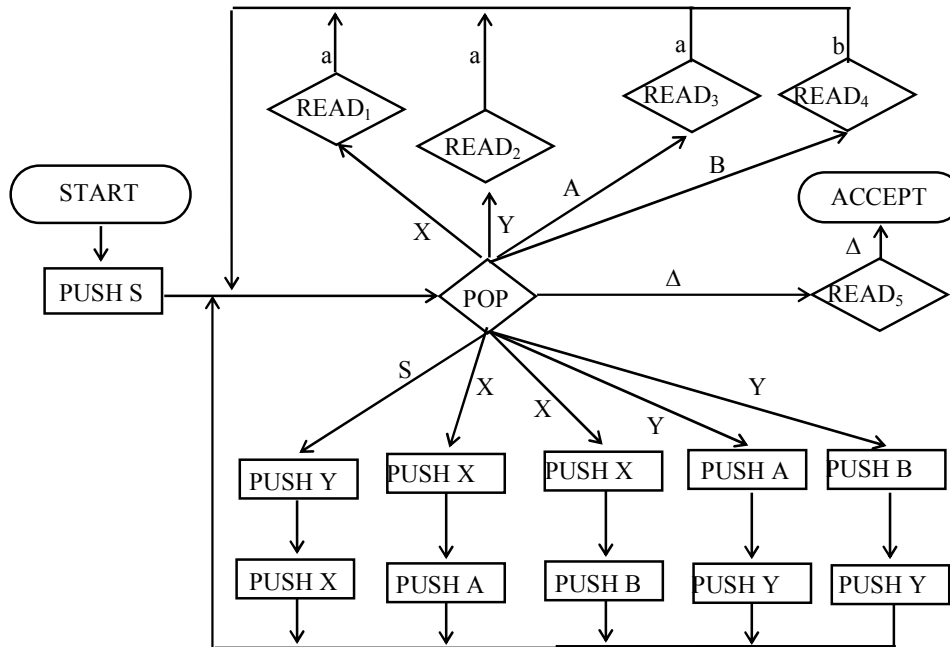 a
a
a
b
READ₁
READ₂
READ₃
READ₄
START
X
Y
A
B
ACCEPT
Δ
PUSH S
POP
Δ
READ₅
S
X
X
Y
Y
PUSH Y
PUSH X
PUSH X
PUSH A
PUSH B
PUSH X
PUSH A
PUSH B
PUSH Y
PUSH Y